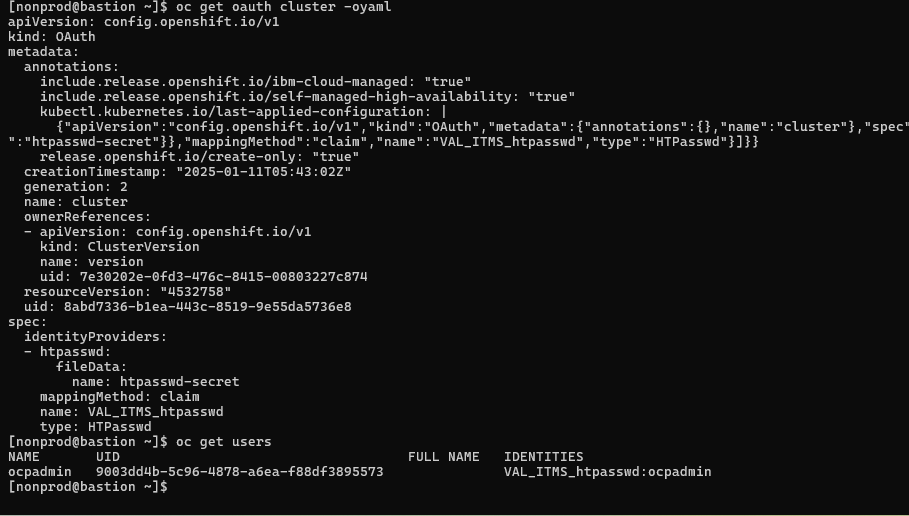 [nonprod@bastion ~]$ oc get oauth cluster -oyaml
apiVersion: config.openshift.io/v1
kind: OAuth
metadata:
  annotations:
    include.release.openshift.io/ibm-cloud-managed: "true"
    include.release.openshift.io/self-managed-high-availability: "true"
    kubectl.kubernetes.io/last-applied-configuration: |
      {"apiVersion":"config.openshift.io/v1","kind":"OAuth","metadata":{"annotations":{},"name":"cluster"},"spec"
":"htpasswd-secret"}},"mappingMethod":"claim","name":"VAL_ITMS_htpasswd","type":"HTPasswd"}]}}
    release.openshift.io/create-only: "true"
  creationTimestamp: "2025-01-11T05:43:02Z"
  generation: 2
  name: cluster
  ownerReferences:
  - apiVersion: config.openshift.io/v1
    kind: ClusterVersion
    name: version
    uid: 7e30202e-0fd3-476c-8415-00803227c874
  resourceVersion: "4532758"
  uid: 8abd7336-b1ea-443c-8519-9e55da5736e8
spec:
  identityProviders:
  - htpasswd:
      fileData:
        name: htpasswd-secret
    mappingMethod: claim
    name: VAL_ITMS_htpasswd
    type: HTPasswd
[nonprod@bastion ~]$ oc get users
NAME       UID                                    FULL NAME   IDENTITIES
ocpadmin   9003dd4b-5c96-4878-a6ea-f88df3895573               VAL_ITMS_htpasswd:ocpadmin
[nonprod@bastion ~]$